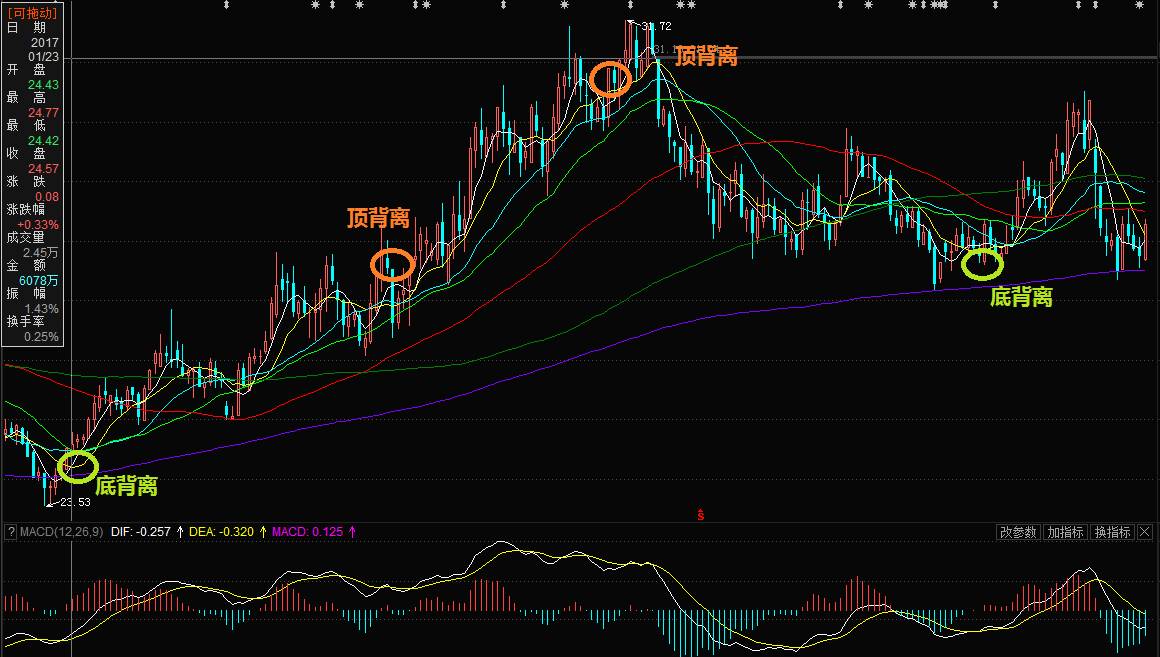 [可拖动]
日 期
2017
01/23
开 盘
24.43
最 高
24.77
最 低
24.42
收 盘
24.57
涨 跌
0.08
涨跌幅
+0.33%
成交量
2.45万
金 额
6078万
振 幅
1.43%
换手率
0.25%
31.72
顶背离
顶背离
底背离
底背离
23.53
ŝ
? MACD(12,26,9) DIF: -0.257 ↑ DEA: -0.320 ↑ MACD: 0.125 ↑
改参数 加指标 换指标